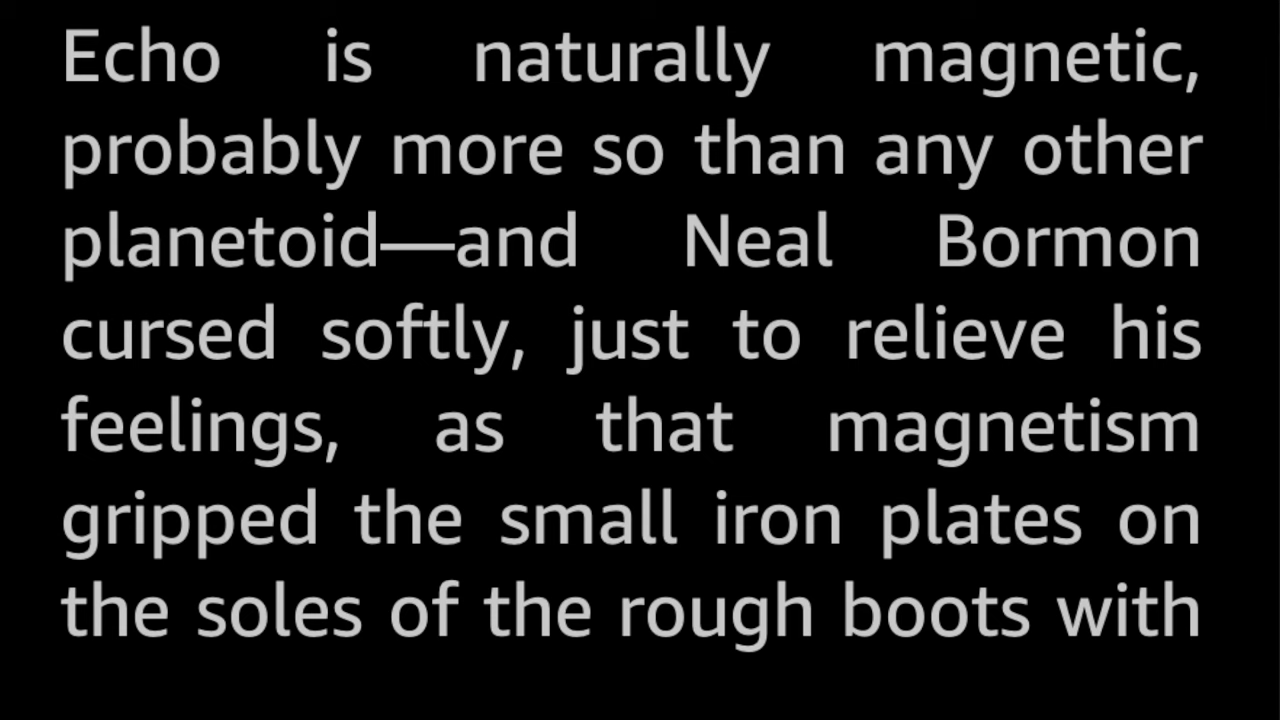 Echo is naturally magnetic,
probably more so than any other
planetoid—and Neal Bormon
cursed softly, just to relieve his
feelings, as that magnetism
gripped the small iron plates on
the soles of the rough boots with